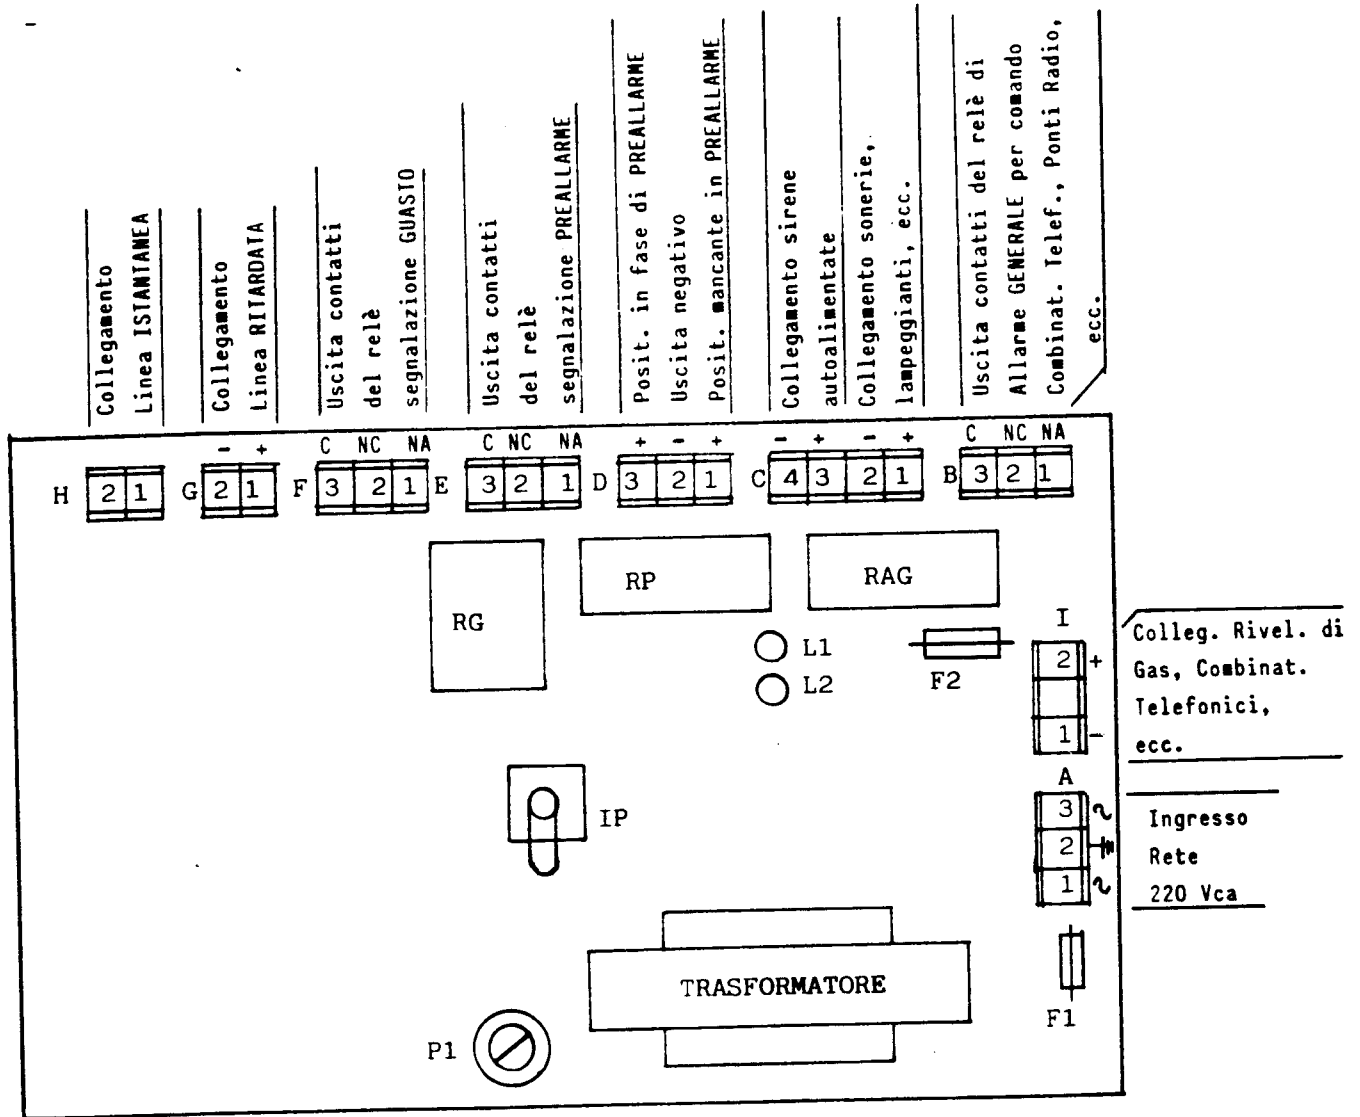 Collegamento
Linea ISTANTANEA
Collegamento
Linea RITARDATA
Uscita contatti
del relè
segnalazione GUASTO
Uscita contatti
del relè
segnalazione PREALLARME
Posit. in fase di PREALLARME
Uscita negativo
Posit. mancante in PREALLARME
Collegamento sirene
autoalimentate
Collegamento sonerie,
lampeggianti, ecc.
Uscita contatti del relè di
Allarme GENERALE per comando
Combinat. Telef., Ponti Radio,
ecc.
- + C NC NA C NC NA + - + - + - + C NC NA
H 2 1 G 2 1 F 3 2 1 E 3 2 1 D 3 2 1 C 4 3 2 1 B 3 2 1
RG
RP
RAG
L1
L2
F2
I
2 +
1 -
Colleg. Rivel. di
Gas, Combinat.
Telefonici,
ecc.
IP
A
3 ~
2
1 ~
Ingresso
Rete
220 Vca
TRASFORMATORE
F1
P1